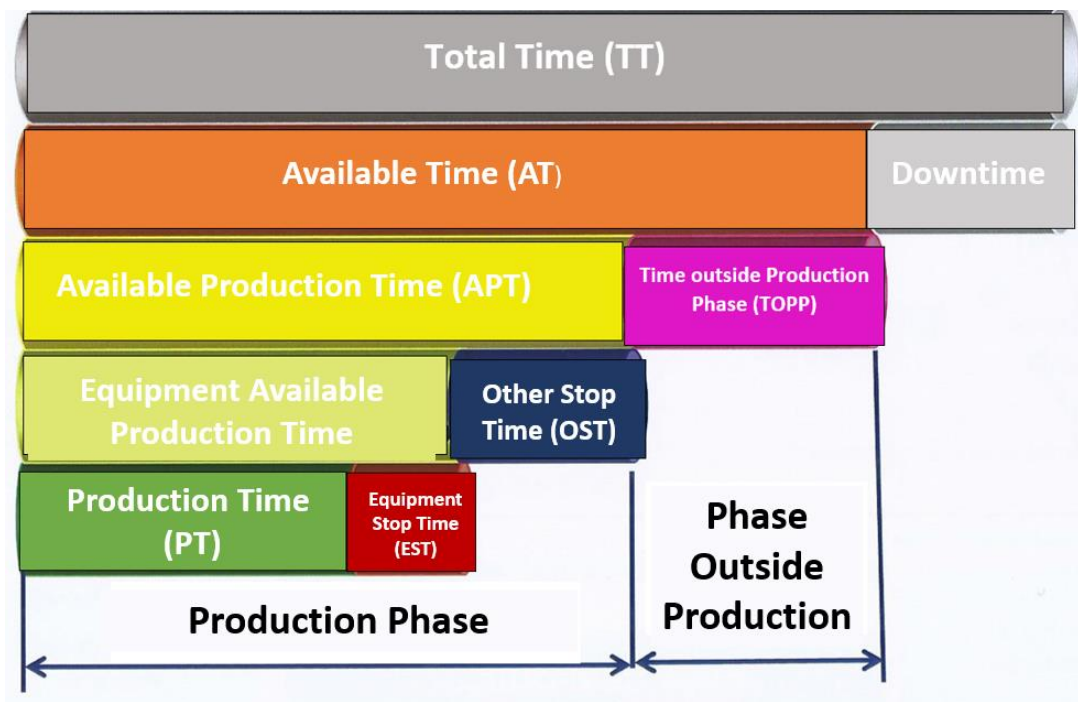 Total Time (TT)
Available Time (AT)
Downtime
Available Production Time (APT)
Time outside Production
Phase (TOPP)
Equipment Available
Production Time
Other Stop
Time (OST)
Production Time
(PT)
Equipment
Stop Time
(EST)
Phase
Outside
Production
Production Phase